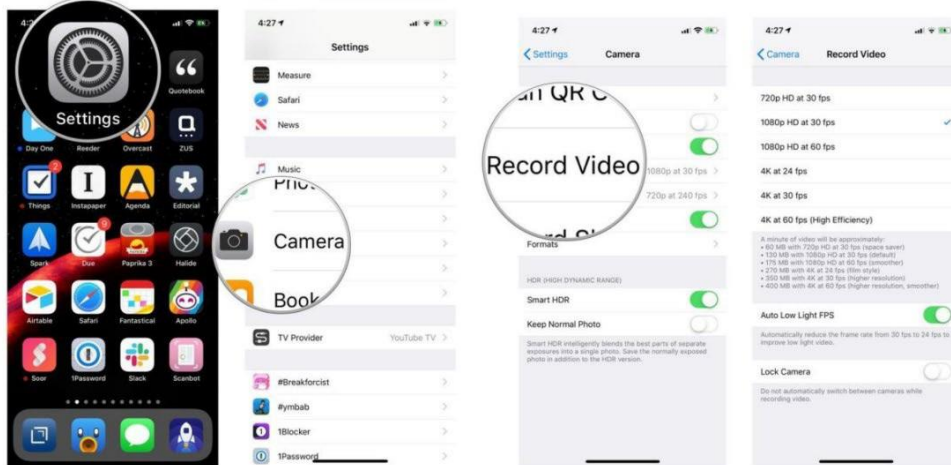 4:2
Settings
Quotebook
Day One
Reeder
Overcast
ZUS
2
Things
Instapaper
Agenda
Editorial
9
Spark
Due
Paprika 3
Halide
Airtable
Safari
Fantastical
Apollo
Soor
1Password
Slack
Scanbot
4:27
Settings
Measure
Safari
News
Music
Camera
Book
TV Provider
YouTube TV
#Breakforcist
#ymbab
1Blocker
1Password
4:27
Settings
Camera
an QR C
Record Video
1080p at 30 fps
720p at 240 fps
Formats
HDR (HIGH DYNAMIC RANGE)
Smart HDR
Keep Normal Photo
Smart HDR intelligently blends the best parts of separate
exposures into a single photo. Save the normally exposed
photo in addition to the HDR version.
4:27
Camera
Record Video
720p HD at 30 fps
1080p HD at 30 fps
1080p HD at 60 fps
4K at 24 fps
4K at 30 fps
4K at 60 fps (High Efficiency)
A minute of video will be approximately:
• 60 MB with 720p HD at 30 fps (space saver)
• 130 MB with 1080p HD at 30 fps (default)
• 175 MB with 1080p HD at 60 fps (smoother)
• 270 MB with 4K at 24 fps (film style)
• 350 MB with 4K at 30 fps (higher resolution)
• 400 MB with 4K at 60 fps (higher resolution, smoother)
Auto Low Light FPS
Automatically reduce the frame rate from 30 fps to 24 fps to
improve low light video.
Lock Camera
Do not automatically switch between cameras while
recording video.